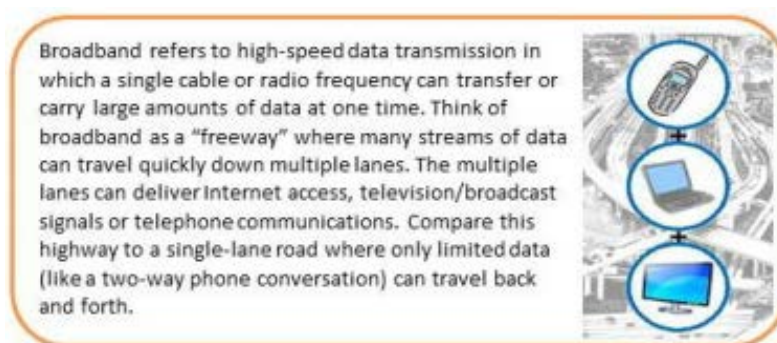 Broadband refers to high-speed data transmission in
which a single cable or radio frequency can transfer or
carry large amounts of data at one time. Think of
broadband as a “freeway” where many streams of data
can travel quickly down multiple lanes. The multiple
lanes can deliver Internet access, television/broadcast
signals or telephone communications. Compare this
highway to a single-lane road where only limited data
(like a two-way phone conversation) can travel back
and forth.
+
+